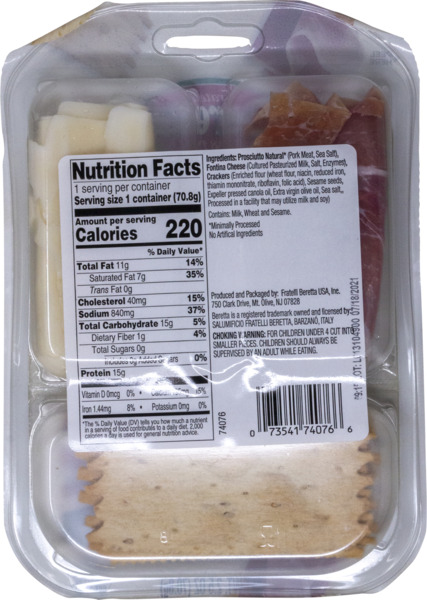 Nutrition Facts
1 serving per container
Serving size 1 container (70.8g)
Amount per serving
Calories 220
% Daily Value*
Total Fat 11g 14%
Saturated Fat 7g 35%
Trans Fat 0g
Cholesterol 40mg 15%
Sodium 840mg 37%
Total Carbohydrate 15g 5%
Dietary Fiber 1g 4%
Total Sugars 0g
Includes 0g Added Sugars 0%
Protein 15g
Vitamin D 0mcg 0% •
Iron 1.44mg 8% • Potassium 0mg 0%
*The % Daily Value (DV) tells you how much a nutrient
in a serving of food contributes to a daily diet. 2,000
calories a day is used for general nutrition advice.
Ingredients: Prosciutto Natural* (Pork Meat, Sea Salt),
Fontina Cheese (Cultured Pasteurized Milk, Salt, Enzymes),
Crackers (Enriched flour (wheat flour, niacin, reduced iron,
thiamin mononitrate, riboflavin, folic acid), Sesame seeds,
Expeller pressed canola oil, Extra virgin olive oil, Sea salt,,
Processed in a facility that may utilize milk and soy)
Contains: Milk, Wheat and Sesame.
*Minimally Processed
No Artificial Ingredients
Produced and Packaged by: Fratelli Beretta USA, Inc.
750 Clark Drive, Mt. Olive, NJ 07828
Beretta is a registered trademark owned and licensed by
SALUMIFICIO FRATELLI BERETTA, BARZANO, ITALY
CHOKING WARNING: FOR CHILDREN UNDER 4 CUT INTO
SMALLER PIECES. CHILDREN SHOULD ALWAYS BE
SUPERVISED BY AN ADULT WHILE EATING.
07/18/2021
74076
0 73541 74076 6